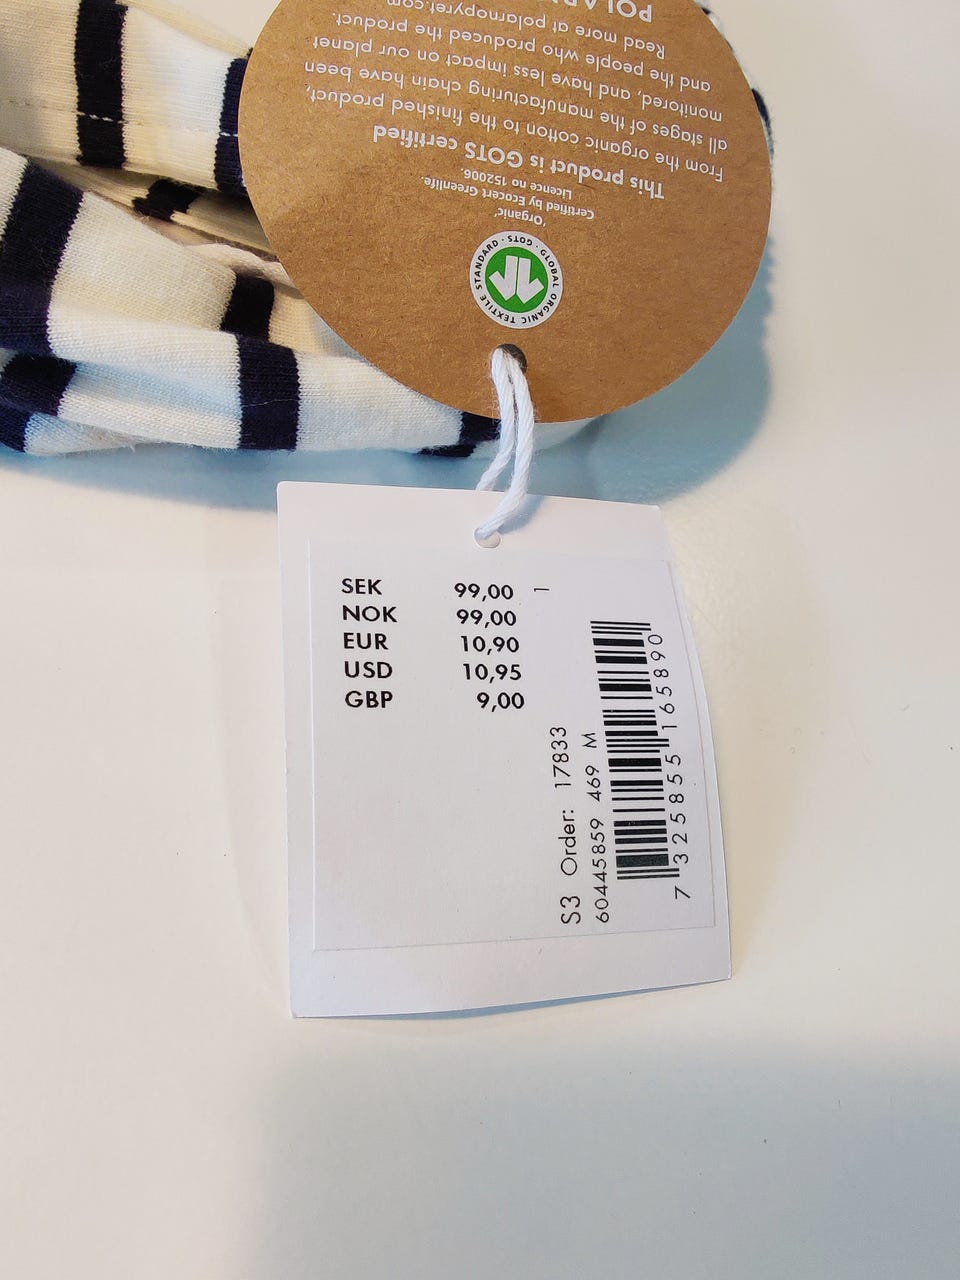 POLAR
Read more at polarnopyret.com
and the people who produced the product.
monitored, and have less impact on our planet
all stages of the manufacturing chain have been
From the organic cotton to the finished product,
This product is GOTS certified
Licence no 152006.
Certified by Ecocert Greenlife.
'Organic'
GLOBAL ORGANIC TEXTILE STANDARD · GOTS ·
SEK 99,00 1
NOK 99,00
EUR 10,90
USD 10,95
GBP 9,00
S3 Order: 17833
60445859 469 M
7 325855 165890